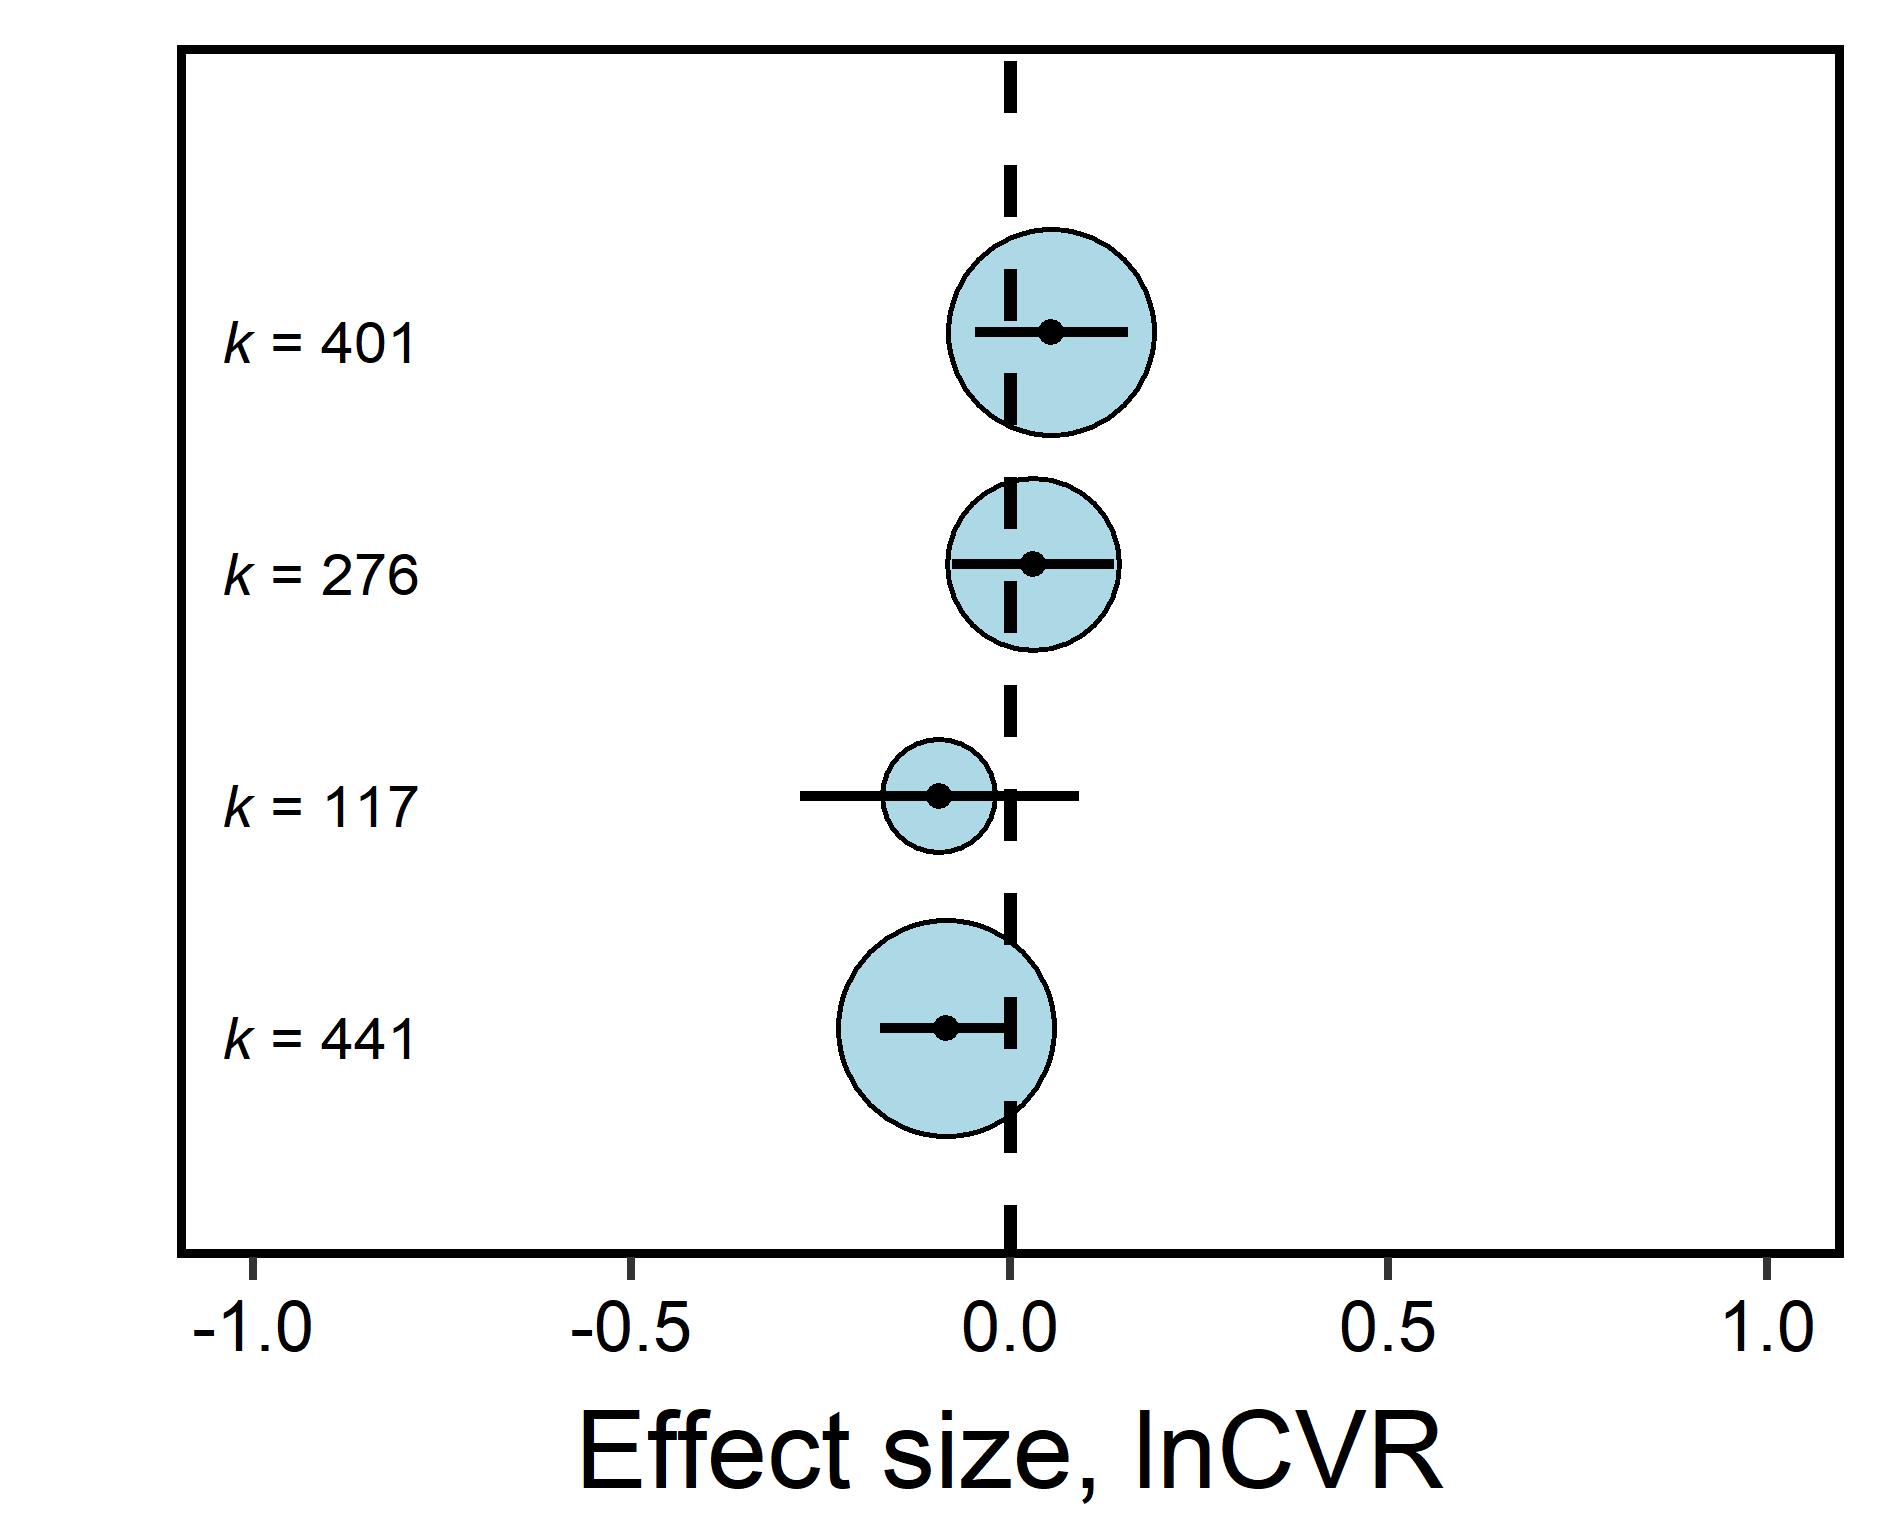 k = 401
k = 276
k = 117
k = 441
-1.0 -0.5 0.0 0.5 1.0
Effect size, lnCVR